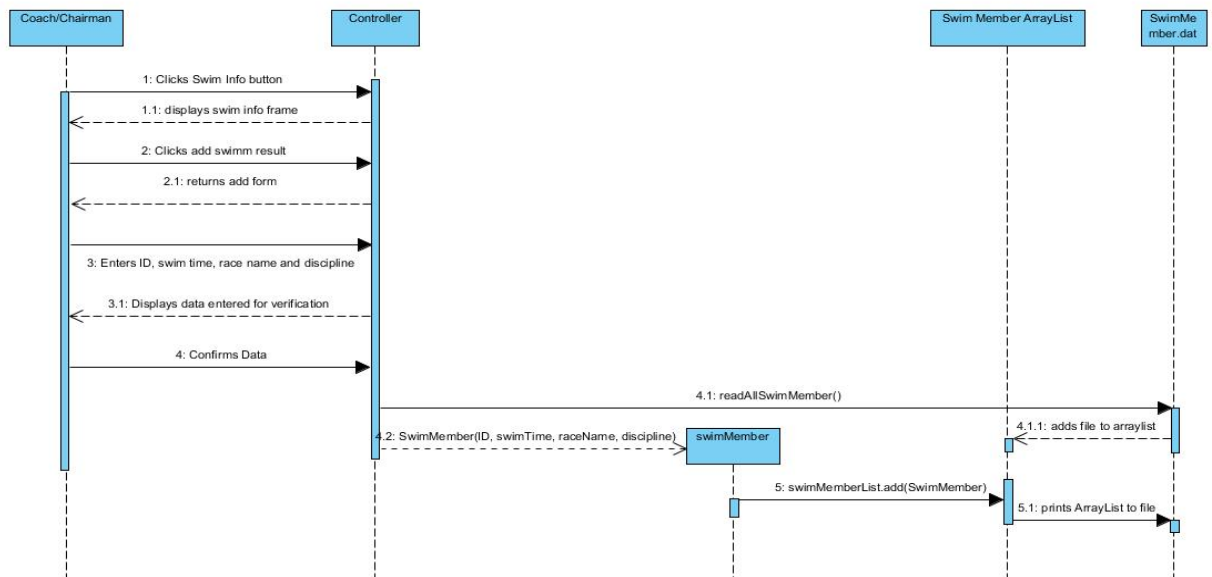 Coach/Chairman
Controller
Swim Member ArrayList
SwimMe
mber.dat
1: Clicks Swim Info button
1.1: displays swim info frame
2: Clicks add swimm result
2.1: returns add form
3: Enters ID, swim time, race name and discipline
3.1: Displays data entered for verification
4: Confirms Data
4.1: readAllSwimMember()
4.1.1: adds file to arraylist
4.2: SwimMember(ID, swimTime, raceName, discipline)
swimMember
5: swimMemberList.add(SwimMember)
5.1: prints ArrayList to file